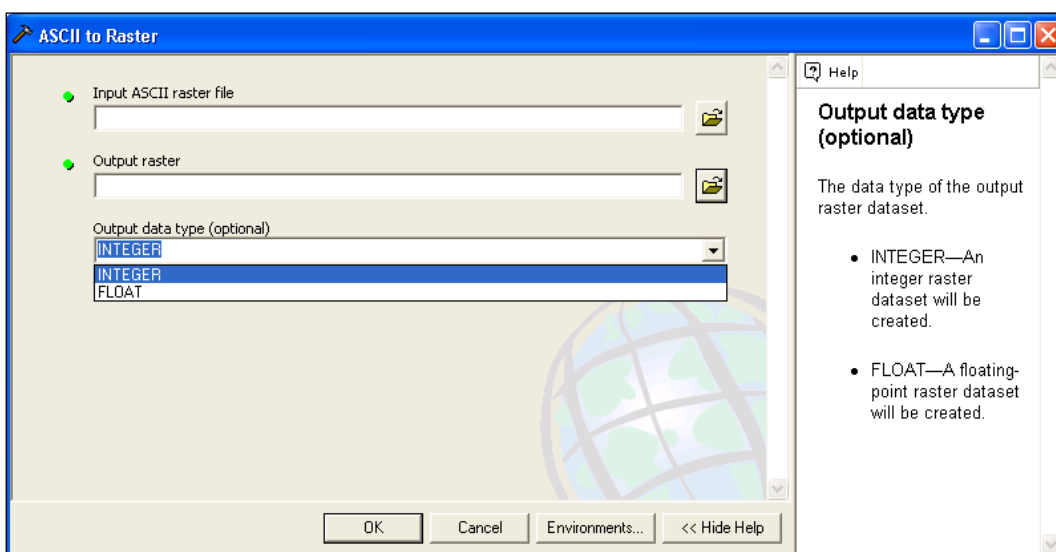 ASCII to Raster
Input ASCII raster file
Output raster
Output data type (optional)
INTEGER
INTEGER
FLOAT
OK
Cancel
Environments...
<< Hide Help
Help
Output data type
(optional)
The data type of the output
raster dataset.
• INTEGER—An
integer raster
dataset will be
created.
• FLOAT—A floating-
point raster dataset
will be created.